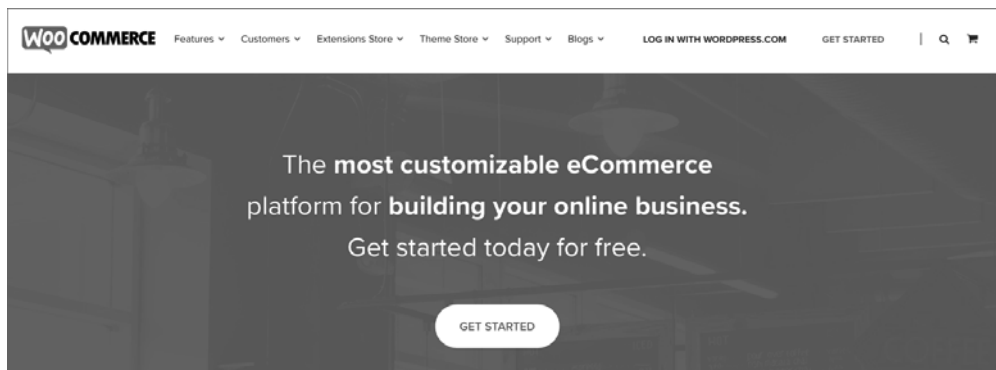 WOO COMMERCE Features Customers Extensions Store Theme Store Support Blogs LOG IN WITH WORDPRESS.COM GET STARTED
The most customizable eCommerce
platform for building your online business.
Get started today for free.
GET STARTED